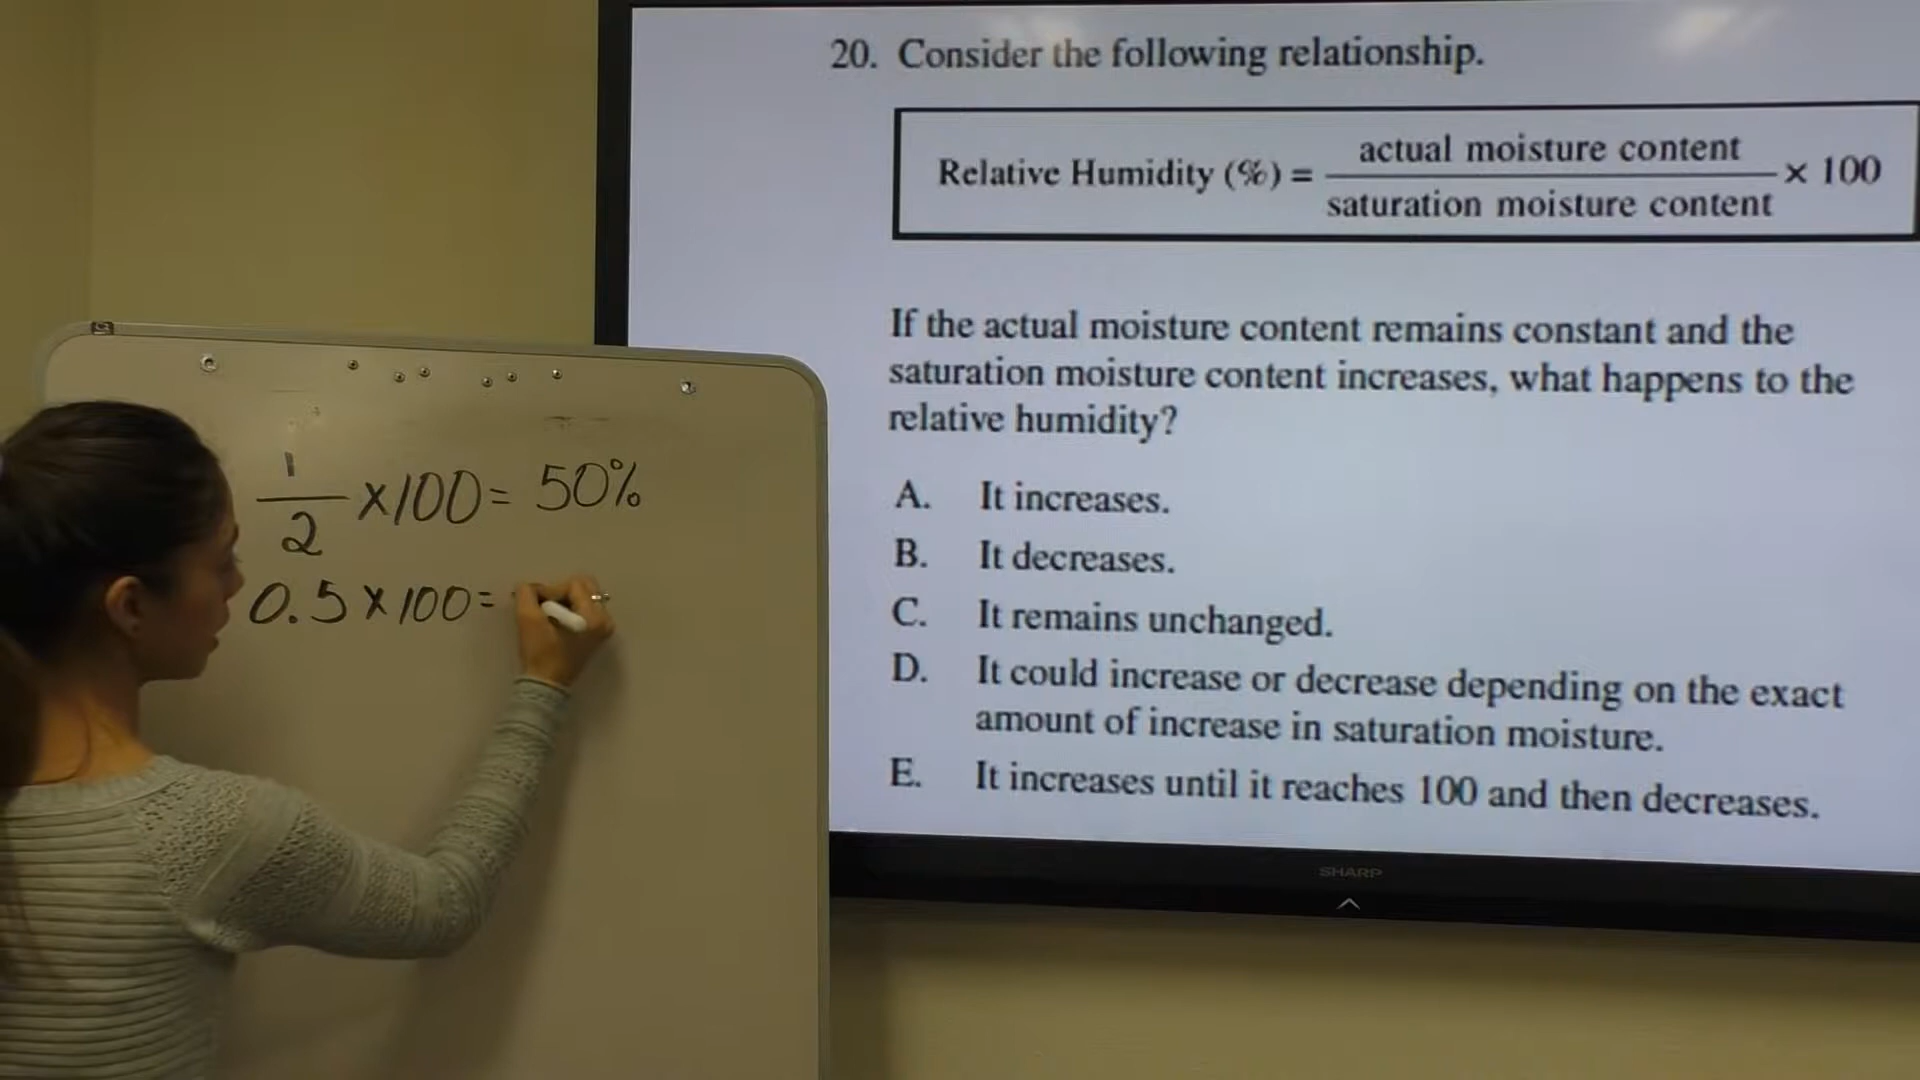 20. Consider the following relationship.
Relative Humidity (%) = actual moisture content / saturation moisture content × 100
If the actual moisture content remains constant and the
saturation moisture content increases, what happens to the
relative humidity?
A. It increases.
B. It decreases.
C. It remains unchanged.
D. It could increase or decrease depending on the exact
amount of increase in saturation moisture.
E. It increases until it reaches 100 and then decreases.
SHARP
1/2 ×100= 50%
0.5×100=